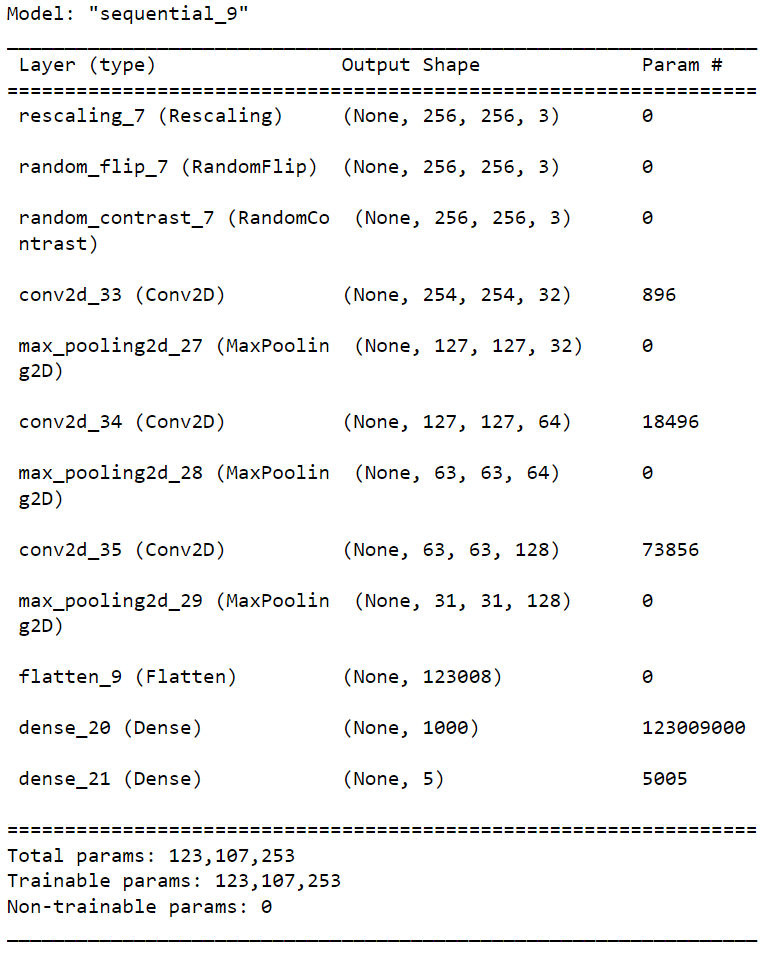 Model: "sequential_9"
_________________________________________________________________
 Layer (type)                Output Shape              Param #
=================================================================
 rescaling_7 (Rescaling)     (None, 256, 256, 3)       0
 random_flip_7 (RandomFlip)  (None, 256, 256, 3)       0
 random_contrast_7 (RandomCo  (None, 256, 256, 3)      0
 ntrast)
 conv2d_33 (Conv2D)          (None, 254, 254, 32)      896
 max_pooling2d_27 (MaxPoolin  (None, 127, 127, 32)     0
 g2D)
 conv2d_34 (Conv2D)          (None, 127, 127, 64)      18496
 max_pooling2d_28 (MaxPoolin  (None, 63, 63, 64)       0
 g2D)
 conv2d_35 (Conv2D)          (None, 63, 63, 128)       73856
 max_pooling2d_29 (MaxPoolin  (None, 31, 31, 128)      0
 g2D)
 flatten_9 (Flatten)         (None, 123008)            0
 dense_20 (Dense)            (None, 1000)              123009000
 dense_21 (Dense)            (None, 5)                 5005
=================================================================
Total params: 123,107,253
Trainable params: 123,107,253
Non-trainable params: 0
_________________________________________________________________